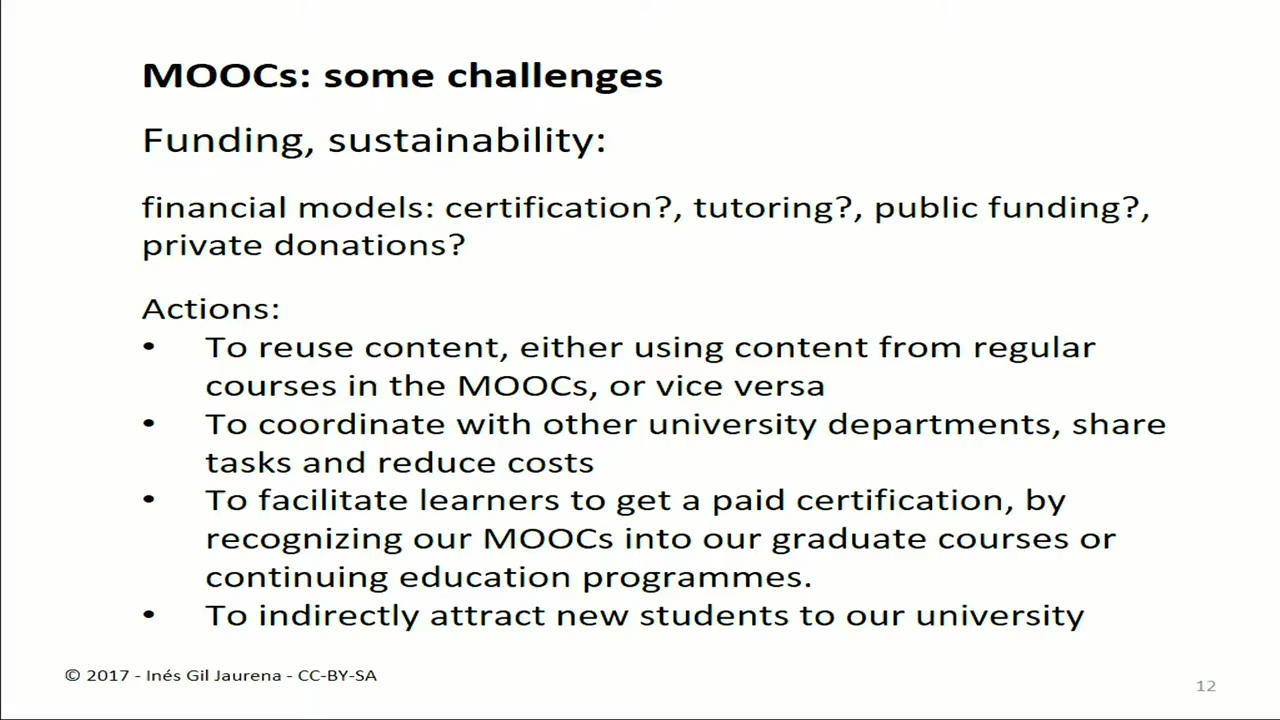 MOOCs: some challenges
Funding, sustainability:
financial models: certification?, tutoring?, public funding?,
private donations?
Actions:
• To reuse content, either using content from regular
courses in the MOOCs, or vice versa
• To coordinate with other university departments, share
tasks and reduce costs
• To facilitate learners to get a paid certification, by
recognizing our MOOCs into our graduate courses or
continuing education programmes.
• To indirectly attract new students to our university
© 2017 - Inés Gil Jaurena - CC-BY-SA
12